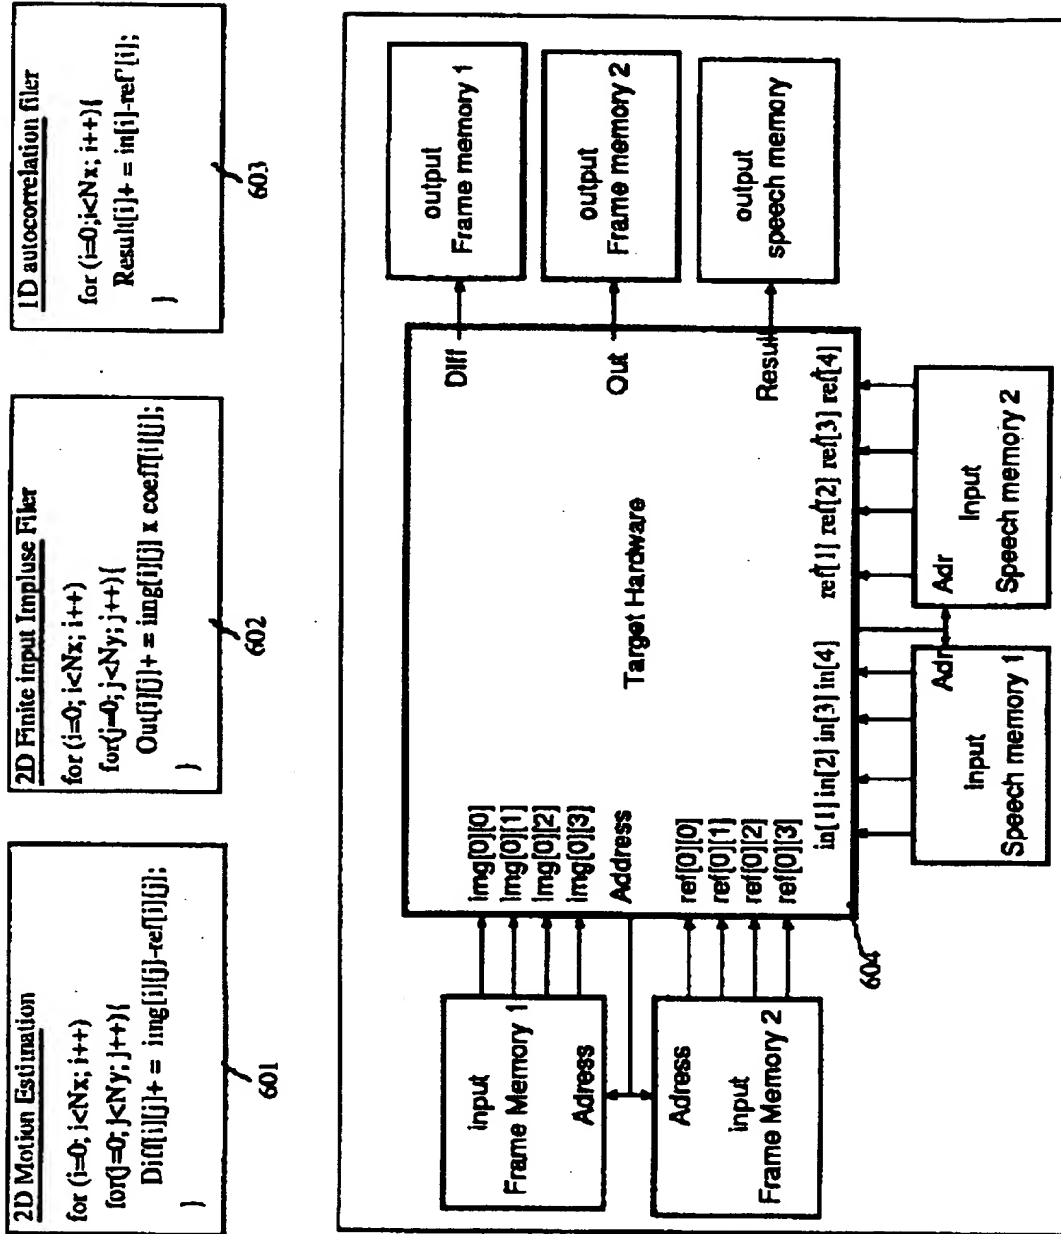 2D Motion Estimation
for (i=0; i<Nx; i++)
for(j=0; j<Ny; j++){
Diff[i][j]+ = img[i][j]-ref[i][j];
}
601
2D Finite input Impluse Filer
for (i=0; i<Nx; i++)
for(j=0; j<Ny; j++){
Out[i][j]+ = img[i][j] x coeff[i][j];
}
602
1D autocorrelation filer
for (i=0;i<Nx; i++){
Result[i]+ = in[i]-ref'[i];
}
603
input
Frame Memory 1
Adress
Adress
input
Frame Memory 2
img[0][0]
img[0][1]
img[0][2]
img[0][3]
Address
ref[0][0]
ref[0][1]
ref[0][2]
ref[0][3]
604
Target Hardware
Diff
Out
Result
in[1] in[2] in[3] in[4]
ref[1] ref[2] ref[3] ref[4]
output
Frame memory 1
output
Frame memory 2
output
speech memory
Adr
Input
Speech memory 1
Adr
Input
Speech memory 2